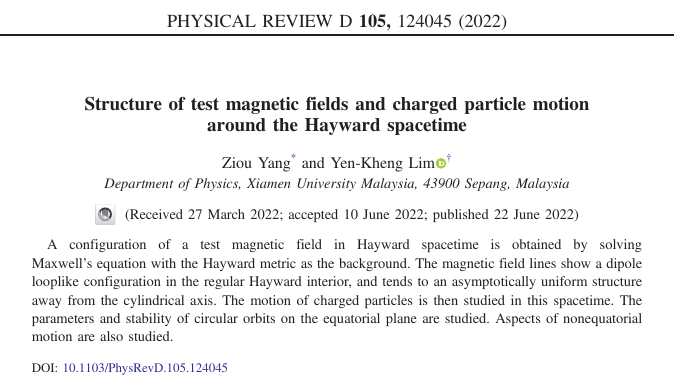 PHYSICAL REVIEW D 105, 124045 (2022)
Structure of test magnetic fields and charged particle motion
around the Hayward spacetime
Ziou Yang* and Yen-Kheng Lim†
Department of Physics, Xiamen University Malaysia, 43900 Sepang, Malaysia
(Received 27 March 2022; accepted 10 June 2022; published 22 June 2022)
A configuration of a test magnetic field in Hayward spacetime is obtained by solving
Maxwell's equation with the Hayward metric as the background. The magnetic field lines show a dipole
looplike configuration in the regular Hayward interior, and tends to an asymptotically uniform structure
away from the cylindrical axis. The motion of charged particles is then studied in this spacetime. The
parameters and stability of circular orbits on the equatorial plane are studied. Aspects of nonequatorial
motion are also studied.
DOI: 10.1103/PhysRevD.105.124045